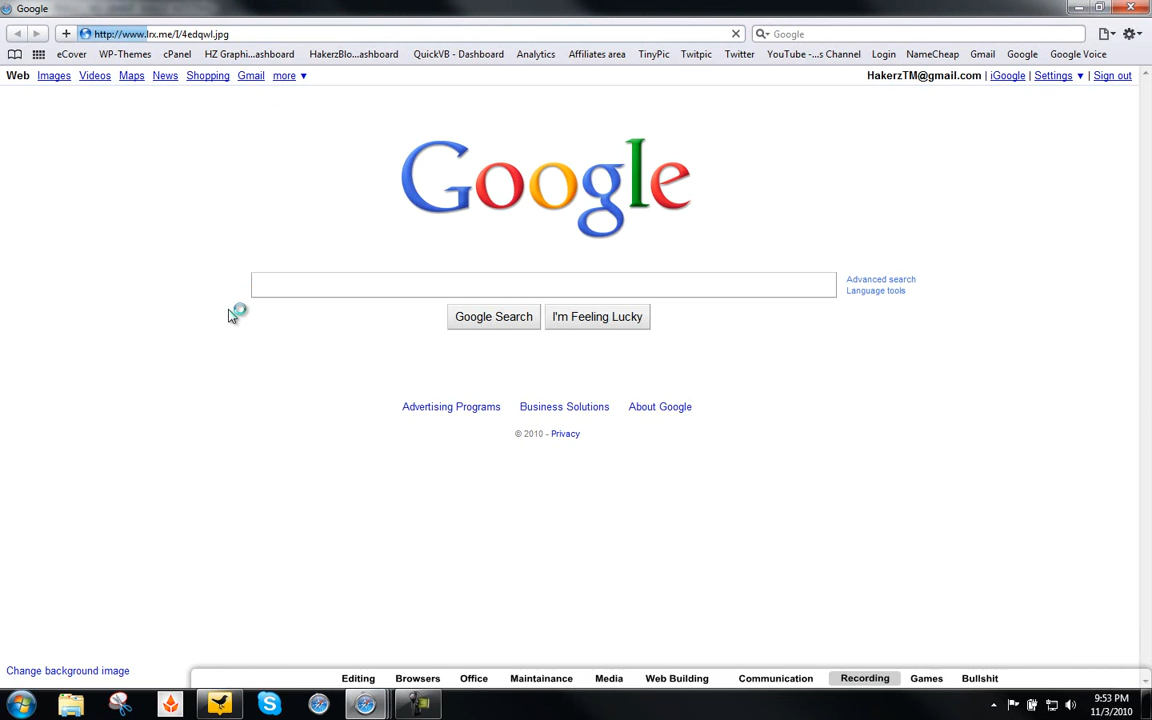 Google
http://www.lrx.me/l/4edqwl.jpg
Google
eCover WP-Themes cPanel HZ Graphi...ashboard HakerzBlo...ashboard QuickVB - Dashboard Analytics Affiliates area TinyPic Twitpic Twitter YouTube -...s Channel Login NameCheap Gmail Google Google Voice
Web Images Videos Maps News Shopping Gmail more ▼
HakerzTM@gmail.com | iGoogle | Settings ▼ | Sign out
Google
Advanced search
Language tools
Google Search I'm Feeling Lucky
Advertising Programs Business Solutions About Google
© 2010 - Privacy
Change background image
Editing Browsers Office Maintainance Media Web Building Communication Recording Games Bullshit
9:53 PM
11/3/2010